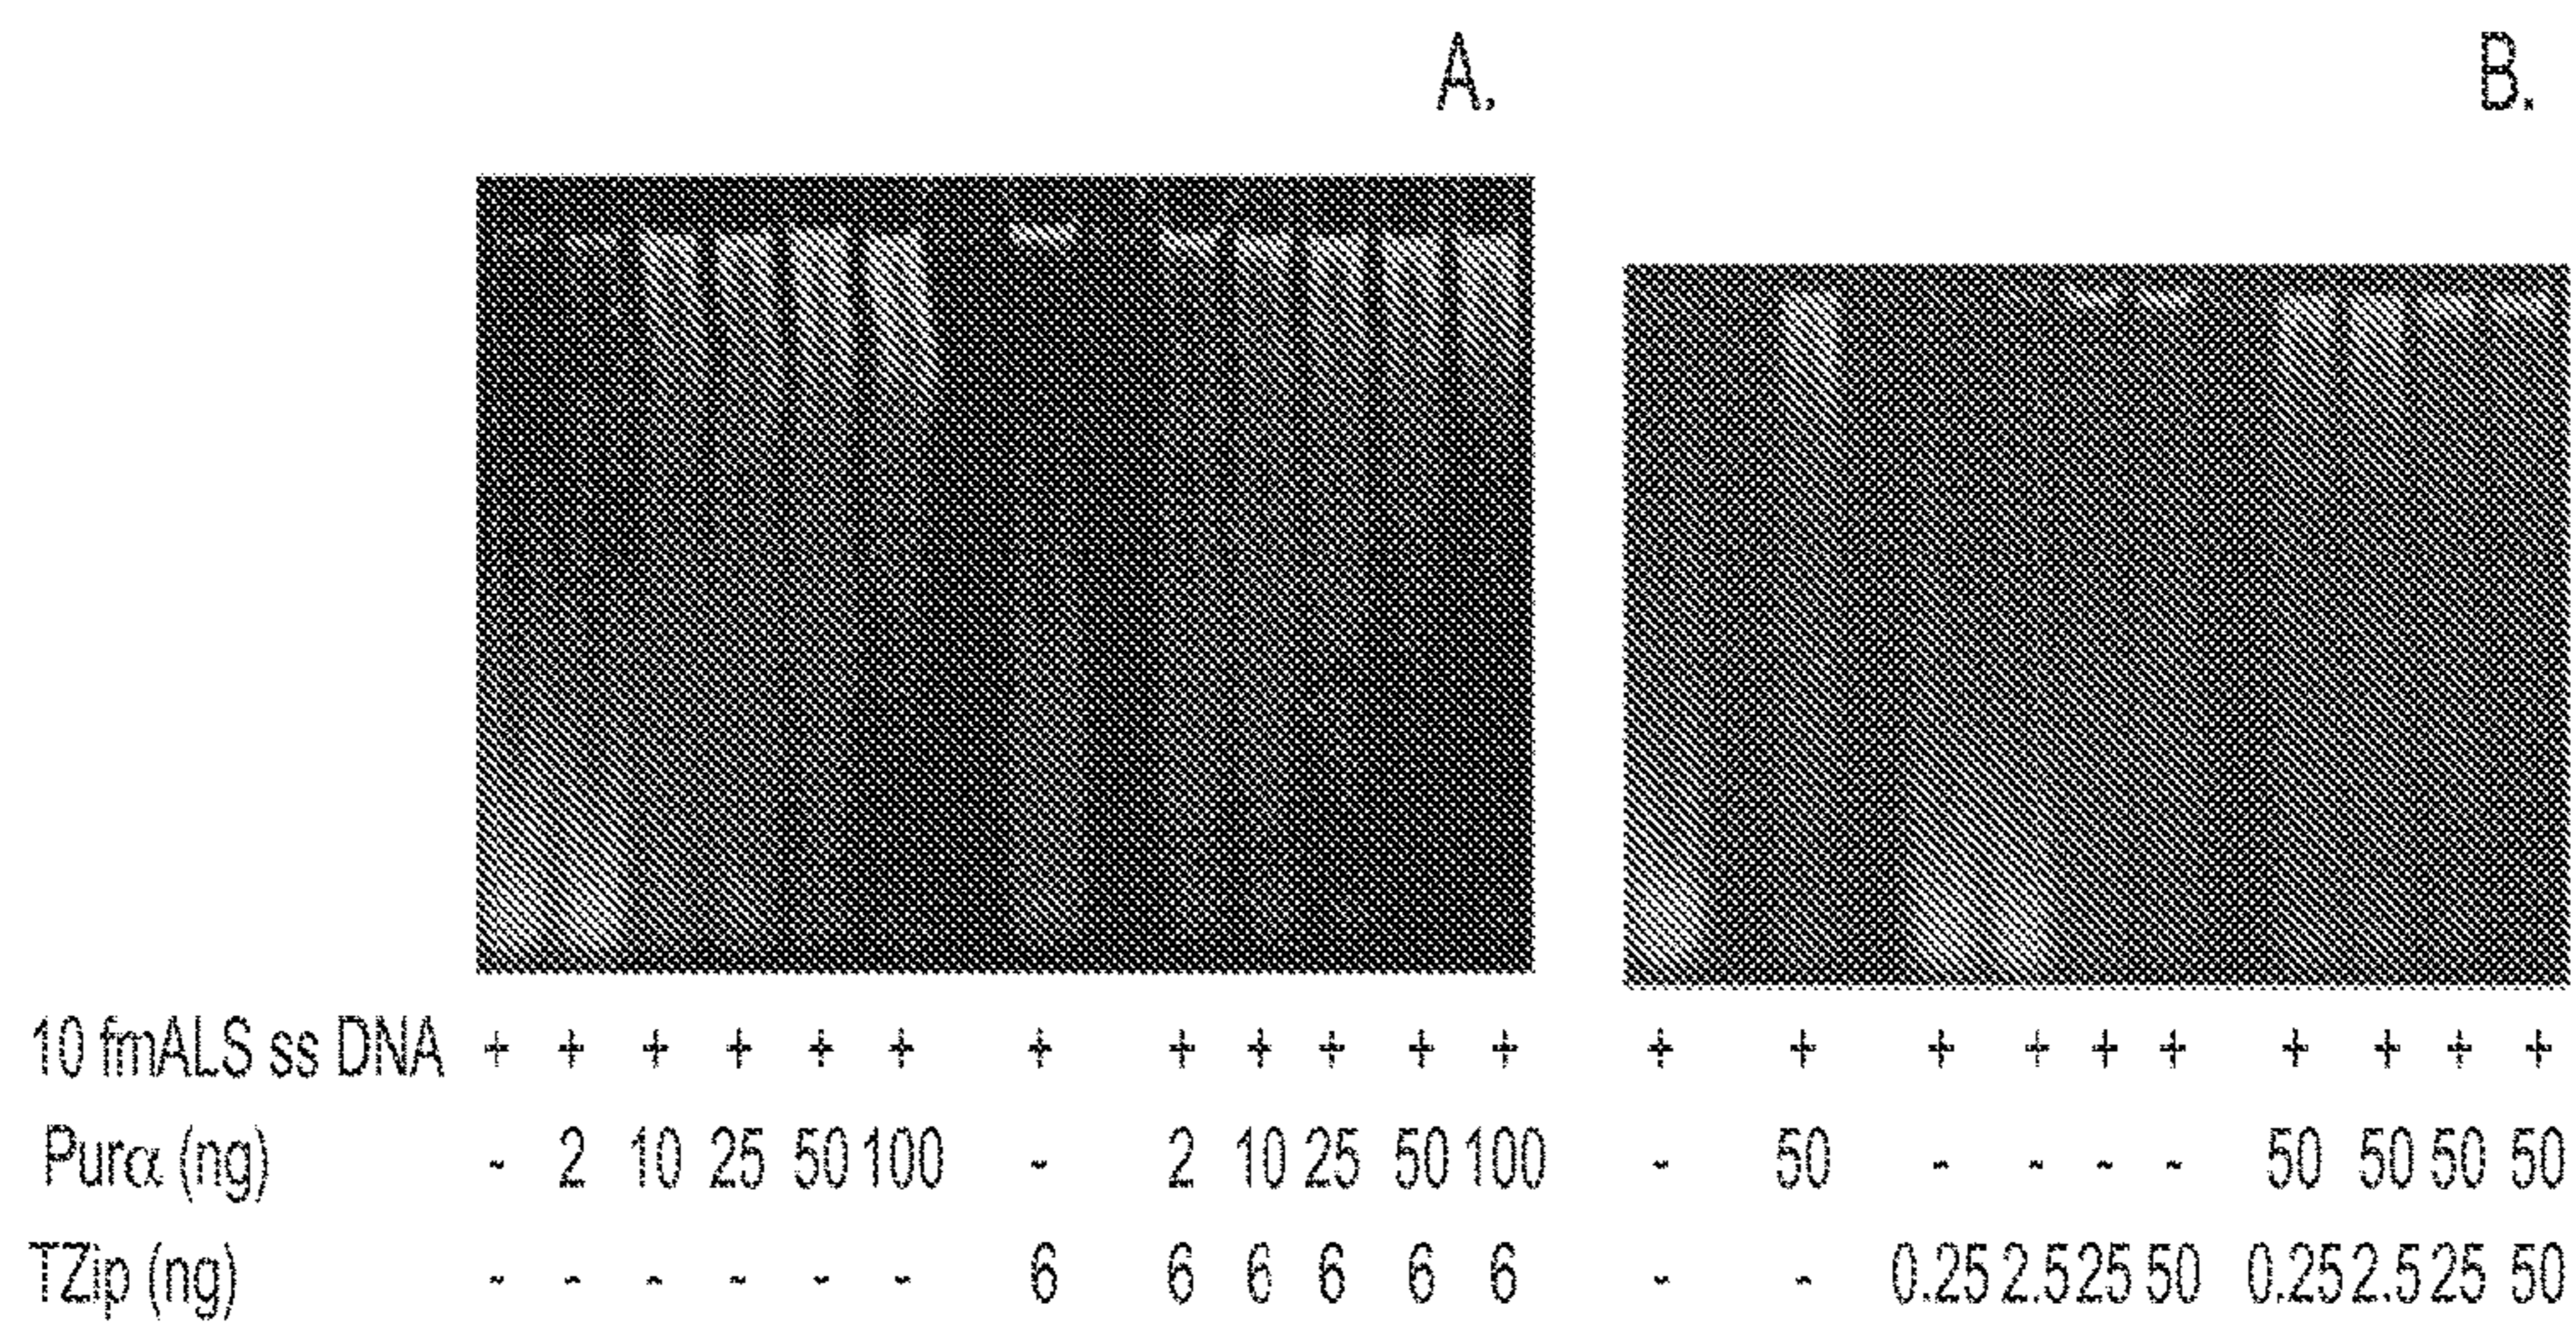 A. B.
10 fmALS ss DNA + + + + + + + + + + + + + + + + + + + + + +
Purα (ng) - 2 10 25 50 100 - 2 10 25 50 100 - 50 - - - - 50 50 50 50
TZip (ng) - - - - - - 6 6 6 6 6 6 - - 0.25 2.5 25 50 0.25 2.5 25 50